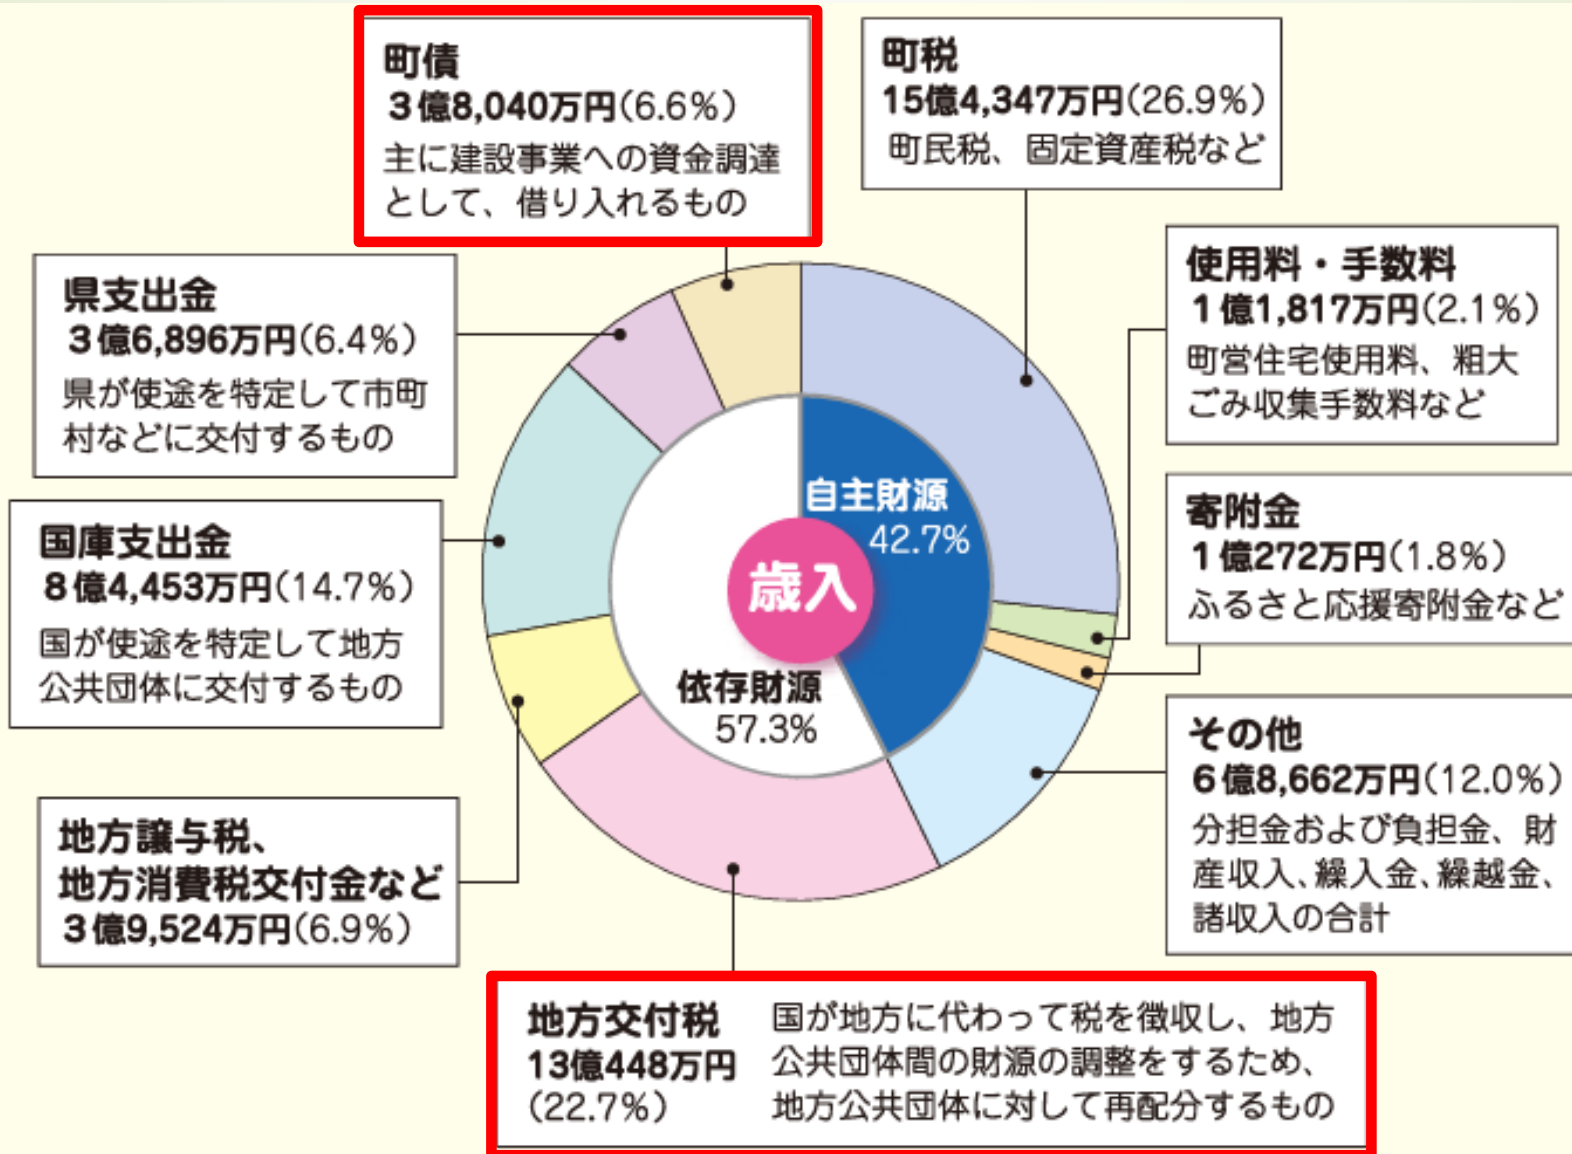 町債
3億8,040万円(6.6%)
主に建設事業への資金調達
として、借り入れるもの
町税
15億4,347万円(26.9%)
町民税、固定資産税など
県支出金
3億6,896万円(6.4%)
県が使途を特定して市町
村などに交付するもの
使用料・手数料
1億1,817万円(2.1%)
町営住宅使用料、粗大
ごみ収集手数料など
国庫支出金
8億4,453万円(14.7%)
国が使途を特定して地方
公共団体に交付するもの
自主財源
42.7%
歳入
依存財源
57.3%
寄附金
1億272万円(1.8%)
ふるさと応援寄附金など
その他
6億8,662万円(12.0%)
分担金および負担金、財
産収入、繰入金、繰越金、
諸収入の合計
地方譲与税、
地方消費税交付金など
3億9,524万円(6.9%)
地方交付税
13億448万円
(22.7%)
国が地方に代わって税を徴収し、地方
公共団体間の財源の調整をするため、
地方公共団体に対して再配分するもの